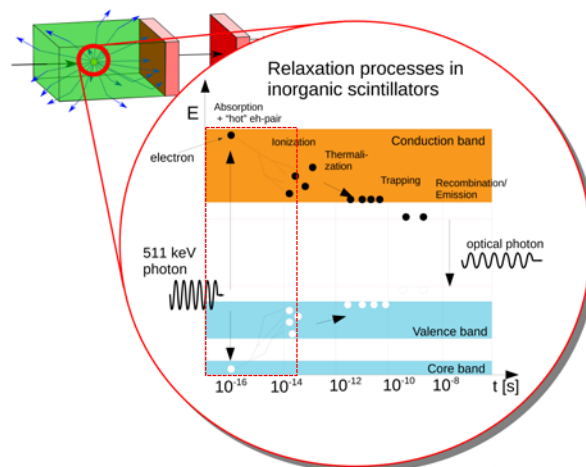 Relaxation processes in
inorganic scintillators
E
Absorption
+ "hot" eh-pair
Conduction band
electron
Ionization
Thermali-
zation
Trapping
Recombination/
Emission
511 keV
photon
optical photon
Valence band
Core band
10-16
10-14
10-12
10-10
10-8
t [s]